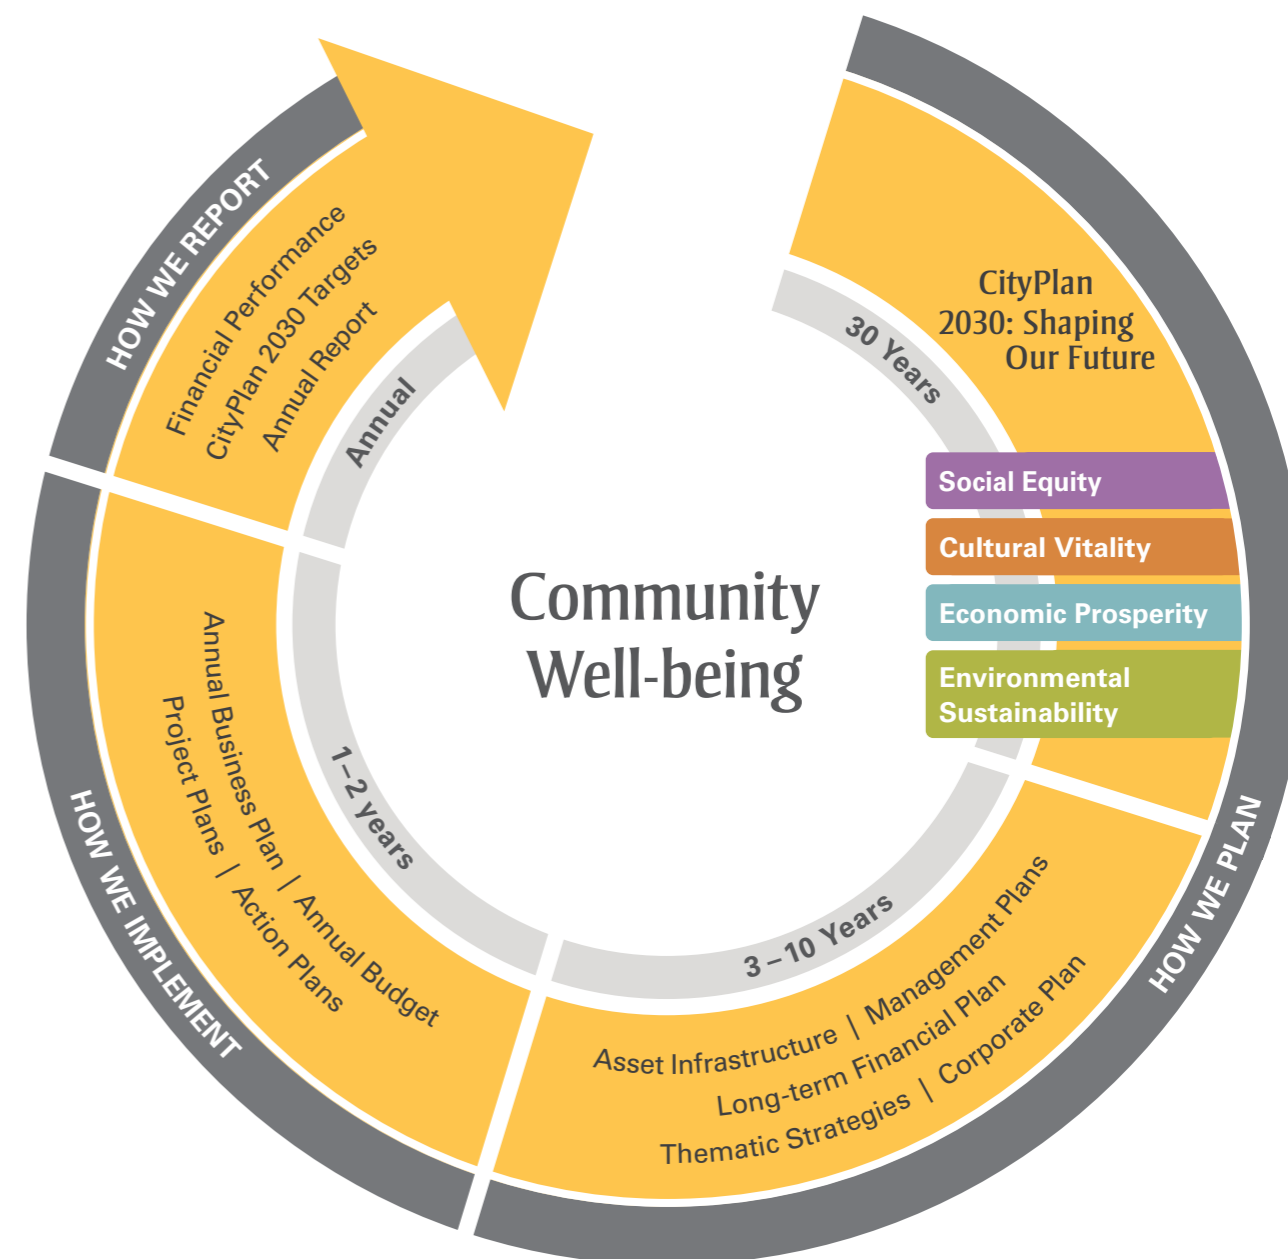 CityPlan
2030: Shaping
Our Future
30 Years
Social Equity
Cultural Vitality
Economic Prosperity
Environmental
Sustainability
HOW WE PLAN
3 – 10 Years
Asset Infrastructure | Management Plans
Long-term Financial Plan
Thematic Strategies | Corporate Plan
HOW WE IMPLEMENT
1–2 years
Annual Business Plan | Annual Budget
Project Plans | Action Plans
HOW WE REPORT
Financial Performance
CityPlan 2030 Targets
Annual Report
Annual
Community
Well-being